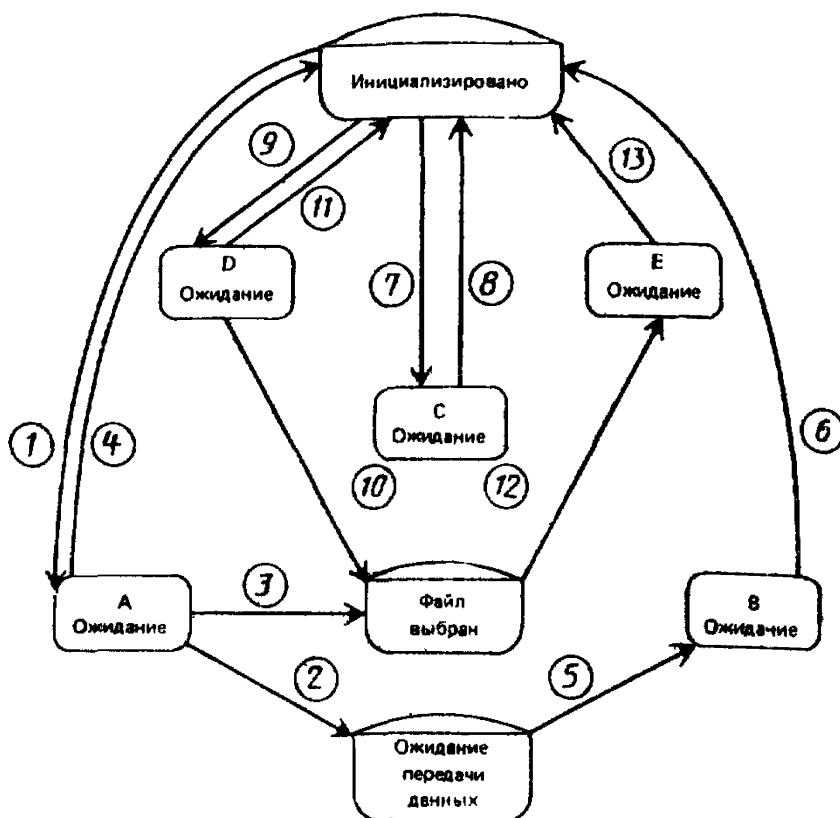 Инициализировано
9
11
13
D
Ожидание
E
Ожидание
7
8
C
Ожидание
1
4
6
10
12
A
Ожидание
3
Файл
выбран
B
Ожидание
2
5
Ожидание
передачи
данных